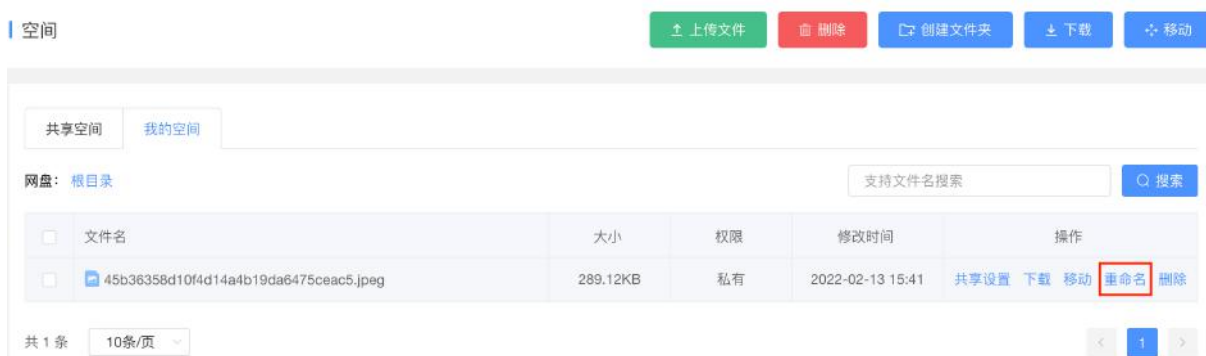 空间 上传文件 删除 创建文件夹 下载 移动
共享空间 我的空间
网盘： 根目录 支持文件名搜索 搜索
文件名 大小 权限 修改时间 操作
45b36358d10f4d14a4b19da6475ceac5.jpeg 289.12KB 私有 2022-02-13 15:41 共享设置 下载 移动 重命名 删除
共 1 条 10条/页 1